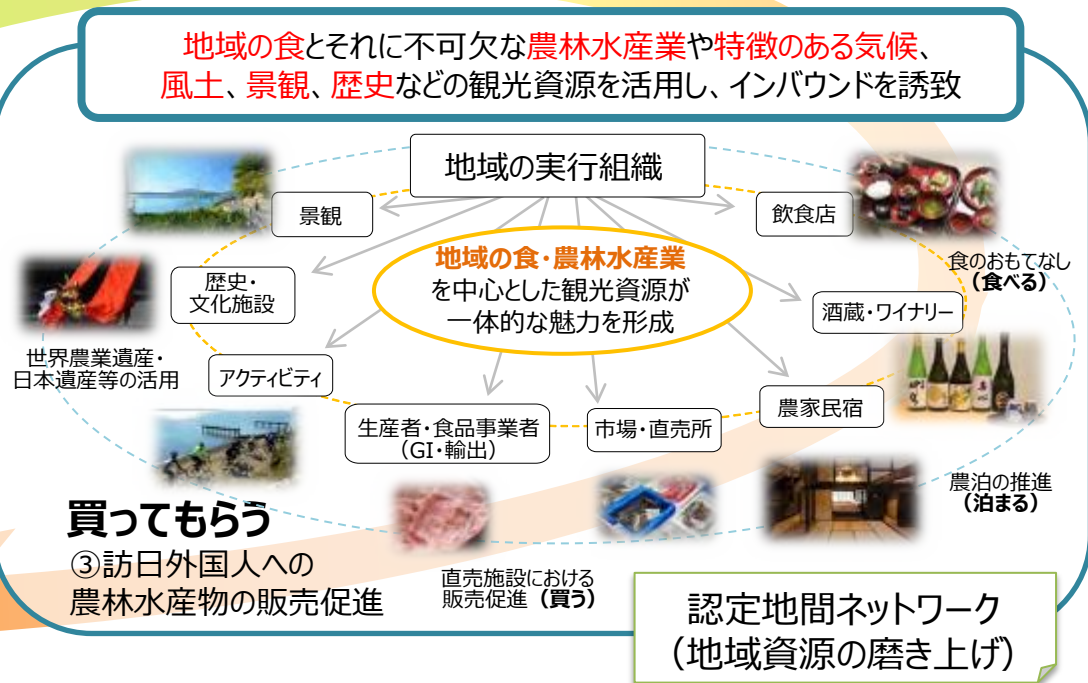 地域の食とそれに不可欠な農林水産業や特徴のある気候、
風土、景観、歴史などの観光資源を活用し、インバウンドを誘致
地域の実行組織
景観
飲食店
地域の食・農林水産業
を中心とした観光資源が
一体的な魅力を形成
食のおもてなし
(食べる)
歴史・
文化施設
酒蔵・ワイナリー
世界農業遺産・
日本遺産等の活用
アクティビティ
農家民宿
生産者・食品事業者
(GI・輸出)
市場・直売所
農泊の推進
(泊まる)
買ってもらう
③訪日外国人への
農林水産物の販売促進
直売施設における
販売促進(買う)
認定地間ネットワーク
(地域資源の磨き上げ)